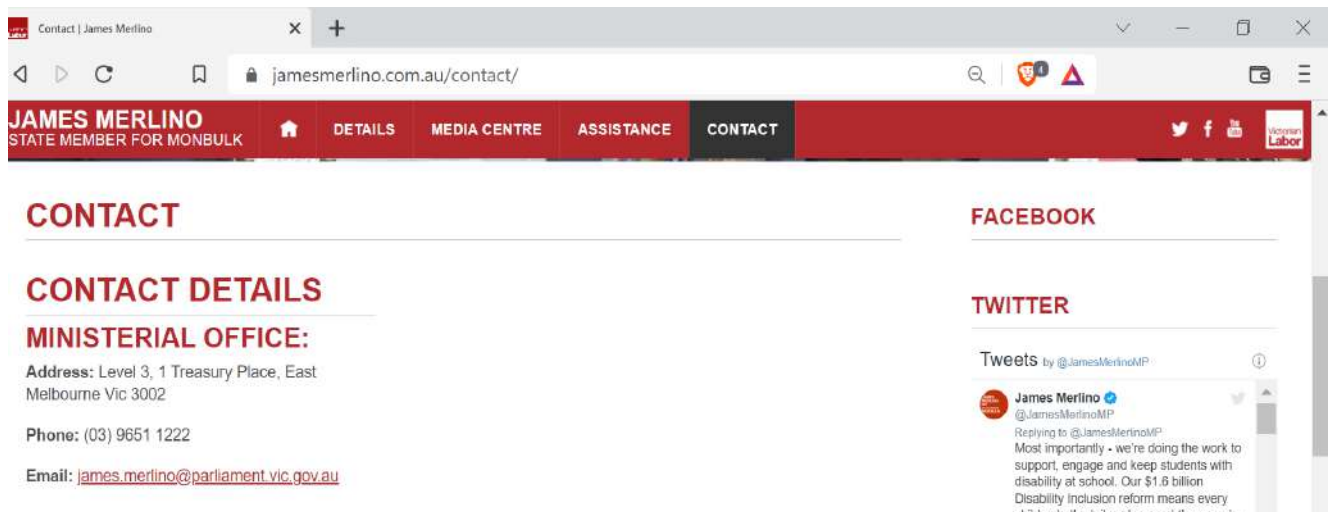 Contact | James Merlino
jamesmerlino.com.au/contact/
4
JAMES MERLINO
STATE MEMBER FOR MONBULK
DETAILS
MEDIA CENTRE
ASSISTANCE
CONTACT
Victorian
Labor
CONTACT
CONTACT DETAILS
MINISTERIAL OFFICE:
Address: Level 3, 1 Treasury Place, East
Melbourne Vic 3002
Phone: (03) 9651 1222
Email: james.merlino@parliament.vic.gov.au
FACEBOOK
TWITTER
Tweets by @JamesMerlinoMP
James Merlino
@JamesMerlinoMP
Replying to @JamesMerlinoMP
Most importantly - we're doing the work to
support, engage and keep students with
disability at school. Our $1.6 billion
Disability Inclusion reform means every